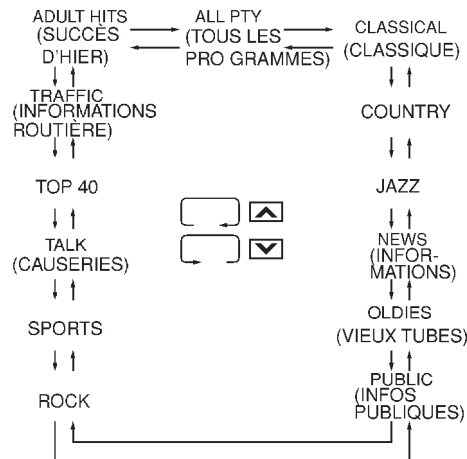 ADULT HITS
(SUCCÈS
D'HIER)
ALL PTY
(TOUS LES
PRO GRAMMES)
CLASSICAL
(CLASSIQUE)
TRAFFIC
(INFORMATIONS
ROUTIÈRE)
COUNTRY
TOP 40
JAZZ
TALK
(CAUSERIES)
NEWS
(INFOR-
MATIONS)
SPORTS
OLDIES
(VIEUX TUBES)
ROCK
PUBLIC
(INFOS
PUBLIQUES)